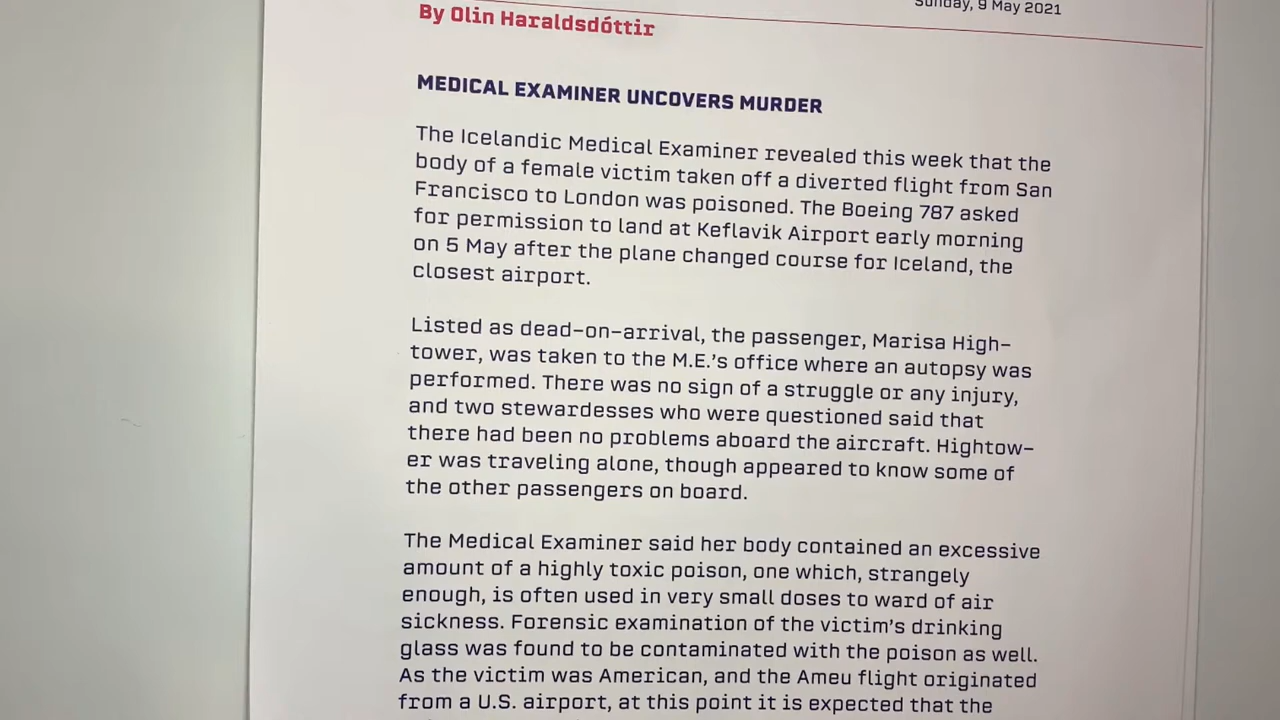 Sunday, 9 May 2021
By Olin Haraldsdóttir
MEDICAL EXAMINER UNCOVERS MURDER
The Icelandic Medical Examiner revealed this week that the
body of a female victim taken off a diverted flight from San
Francisco to London was poisoned. The Boeing 787 asked
for permission to land at Keflavik Airport early morning
on 5 May after the plane changed course for Iceland, the
closest airport.
Listed as dead-on-arrival, the passenger, Marisa High-
tower, was taken to the M.E.'s office where an autopsy was
performed. There was no sign of a struggle or any injury,
and two stewardesses who were questioned said that
there had been no problems aboard the aircraft. Hightow-
er was traveling alone, though appeared to know some of
the other passengers on board.
The Medical Examiner said her body contained an excessive
amount of a highly toxic poison, one which, strangely
enough, is often used in very small doses to ward of air
sickness. Forensic examination of the victim's drinking
glass was found to be contaminated with the poison as well.
As the victim was American, and the Ameu flight originated
from a U.S. airport, at this point it is expected that the